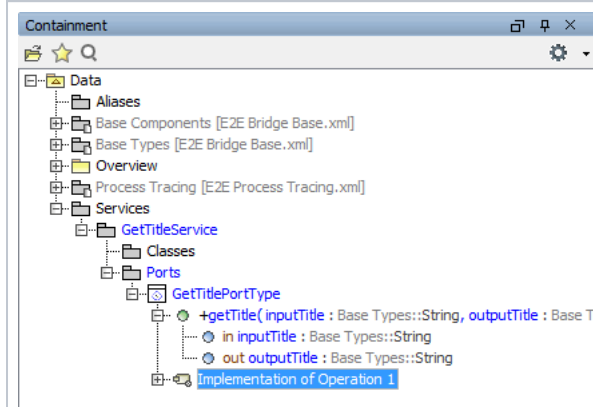 Containment
Data
Aliases
Base Components [E2E Bridge Base.xml]
Base Types [E2E Bridge Base.xml]
Overview
Process Tracing [E2E Process Tracing.xml]
Services
GetTitleService
Classes
Ports
GetTitlePortType
+getTitle( inputTitle : Base Types::String, outputTitle : Base T
in inputTitle : Base Types::String
out outputTitle : Base Types::String
Implementation of Operation 1